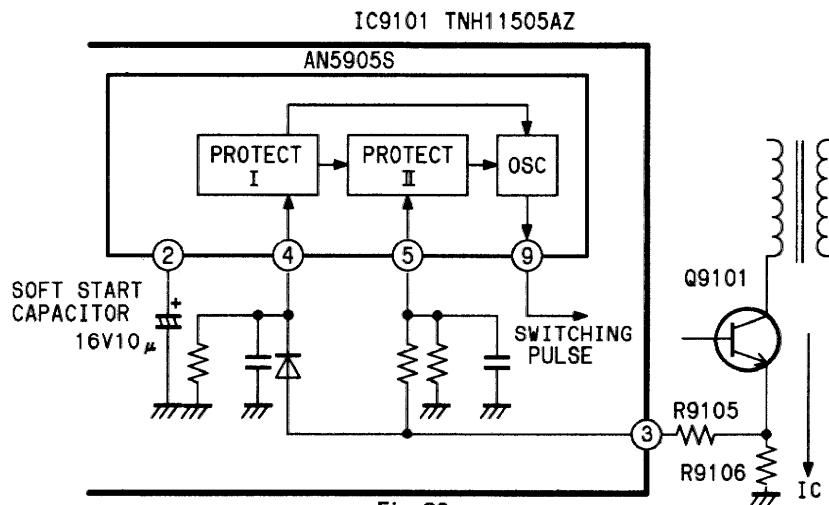 IC9101 TNH11505AZ
AN5905S
PROTECT
I
PROTECT
II
OSC
2
4
5
9
SOFT START
CAPACITOR
+
16V10μ
SWITCHING
PULSE
Q9101
3
R9105
R9106
IC